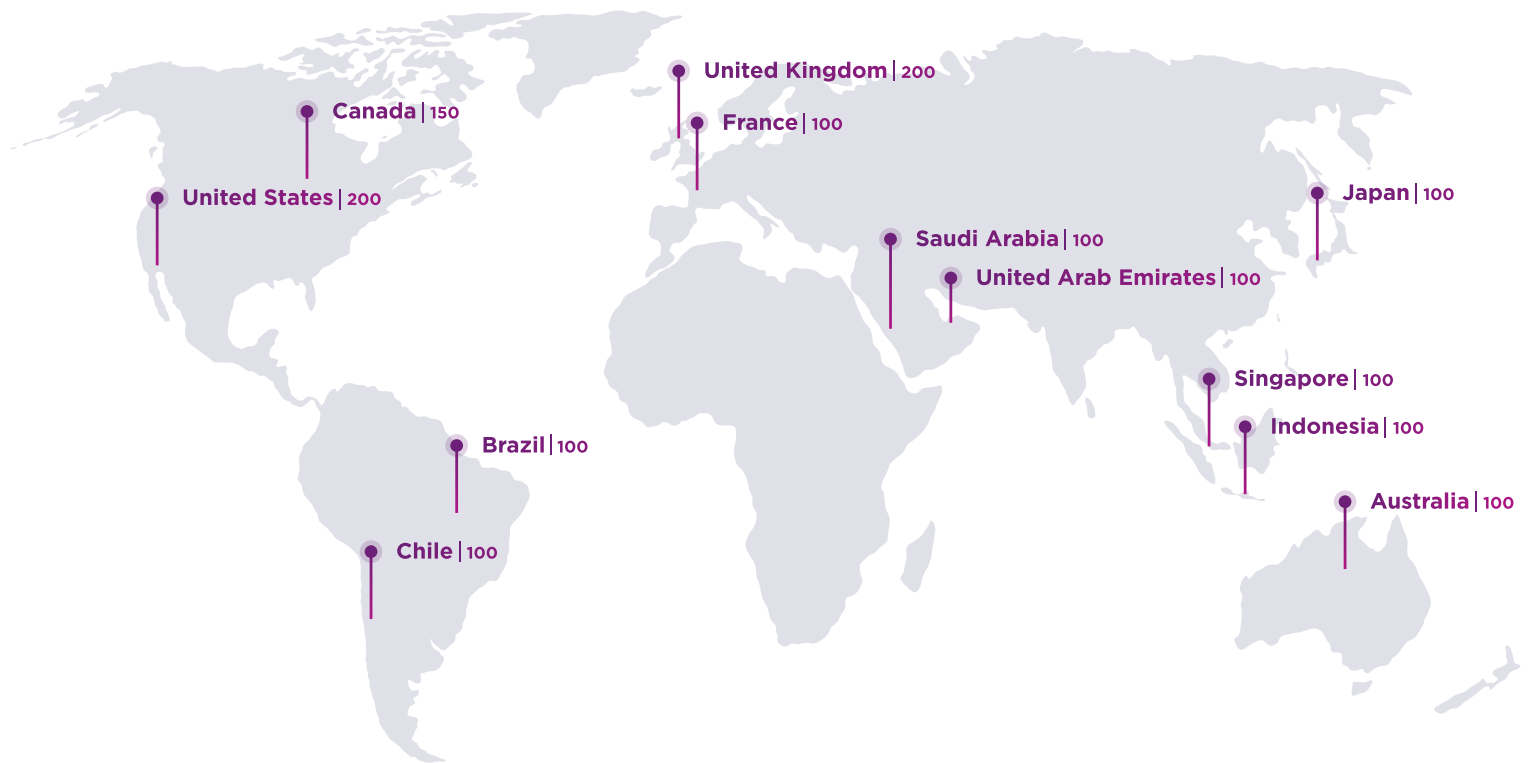 United Kingdom | 200
Canada | 150
France | 100
United States | 200
Japan | 100
Saudi Arabia | 100
United Arab Emirates | 100
Singapore | 100
Indonesia | 100
Brazil | 100
Australia | 100
Chile | 100